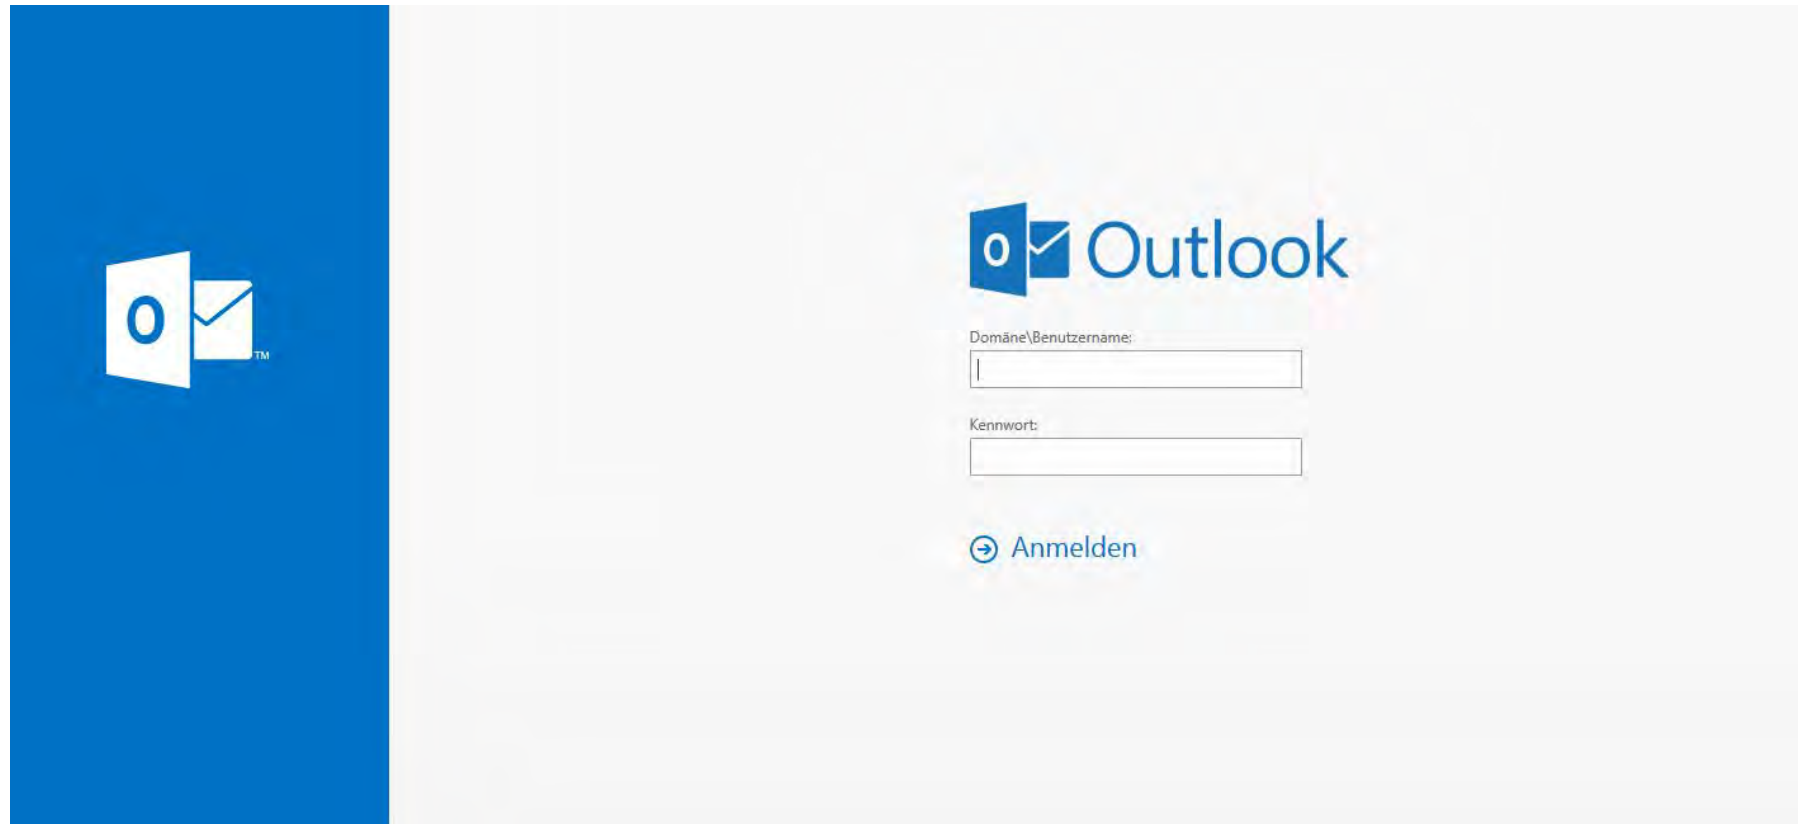 O
TM
O Outlook
Domäne\Benutzername:
Kennwort:
Anmelden